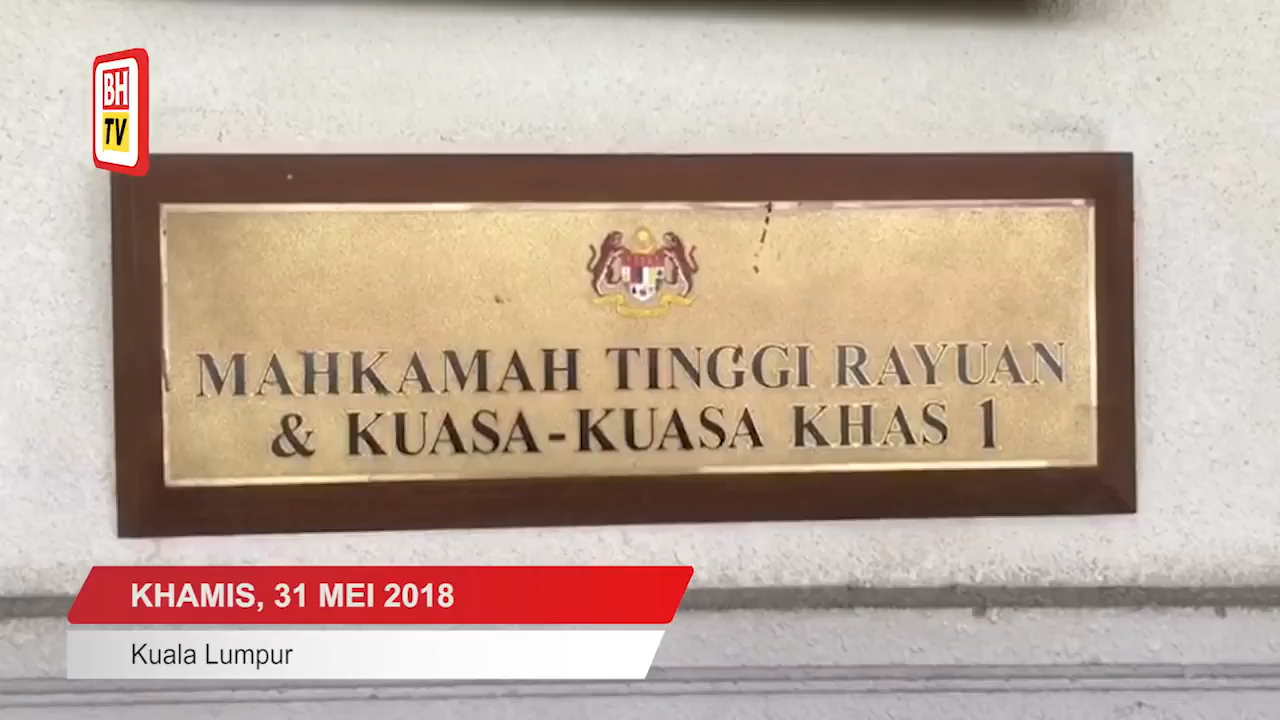 BH
TV
MAHKAMAH TINGGI RAYUAN
& KUASA-KUASA KHAS 1
KHAMIS, 31 MEI 2018
Kuala Lumpur